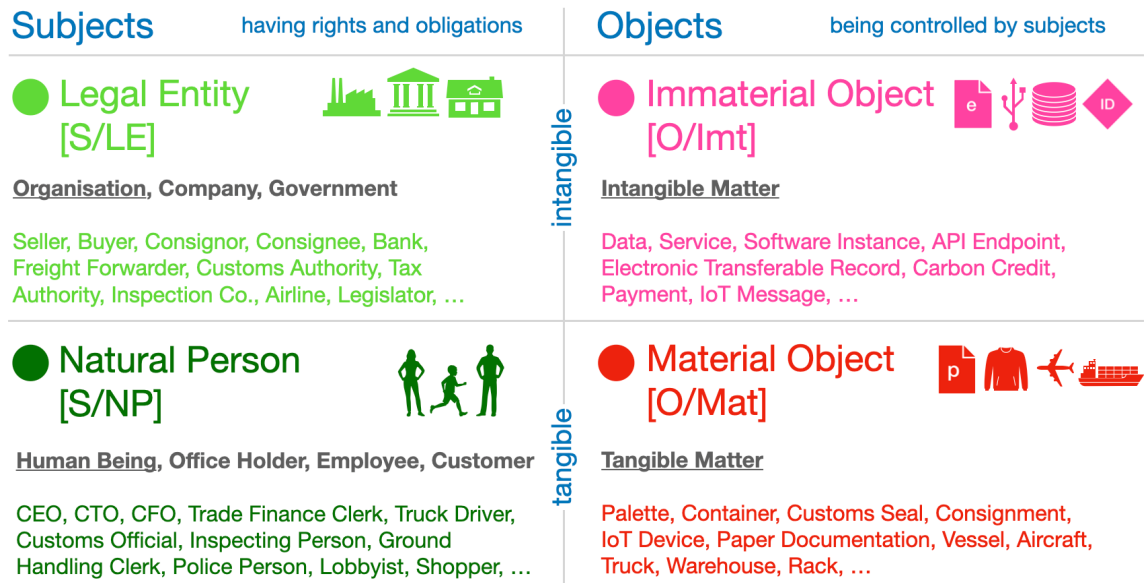 Subjects
having rights and obligations
Objects
being controlled by subjects
Legal Entity
[S/LE]
Organisation, Company, Government
Seller, Buyer, Consignor, Consignee, Bank,
Freight Forwarder, Customs Authority, Tax
Authority, Inspection Co., Airline, Legislator, …
intangible
Immaterial Object
[O/Imt]
e
ID
Intangible Matter
Data, Service, Software Instance, API Endpoint,
Electronic Transferable Record, Carbon Credit,
Payment, IoT Message, …
Natural Person
[S/NP]
Human Being, Office Holder, Employee, Customer
CEO, CTO, CFO, Trade Finance Clerk, Truck Driver,
Customs Official, Inspecting Person, Ground
Handling Clerk, Police Person, Lobbyist, Shopper, …
tangible
Material Object
[O/Mat]
p
Tangible Matter
Palette, Container, Customs Seal, Consignment,
IoT Device, Paper Documentation, Vessel, Aircraft,
Truck, Warehouse, Rack, …